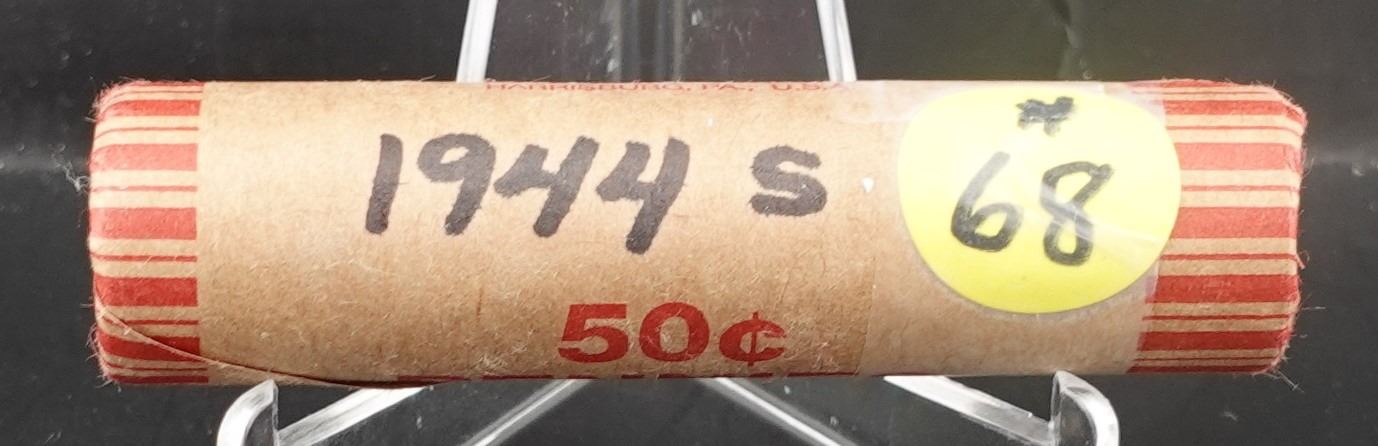 HARRISBURG, PA., U.S.A.
1944 S
#
68
50¢